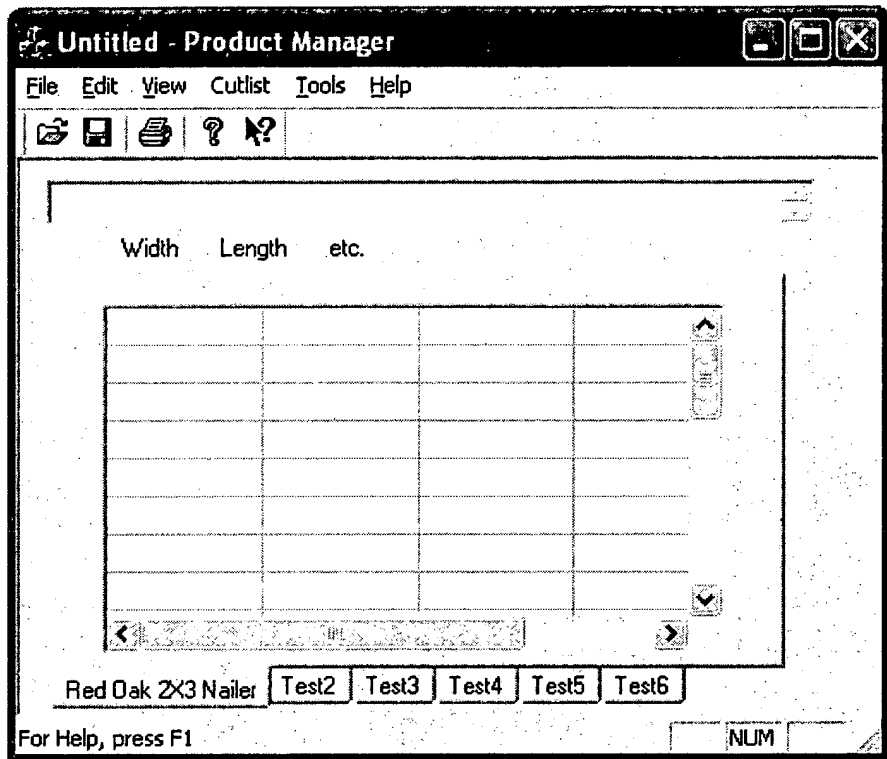 Untitled - Product Manager
File Edit View Cutlist Tools Help
Width Length etc.
Red Oak 2X3 Nailer Test2 Test3 Test4 Test5 Test6
For Help, press F1 NUM